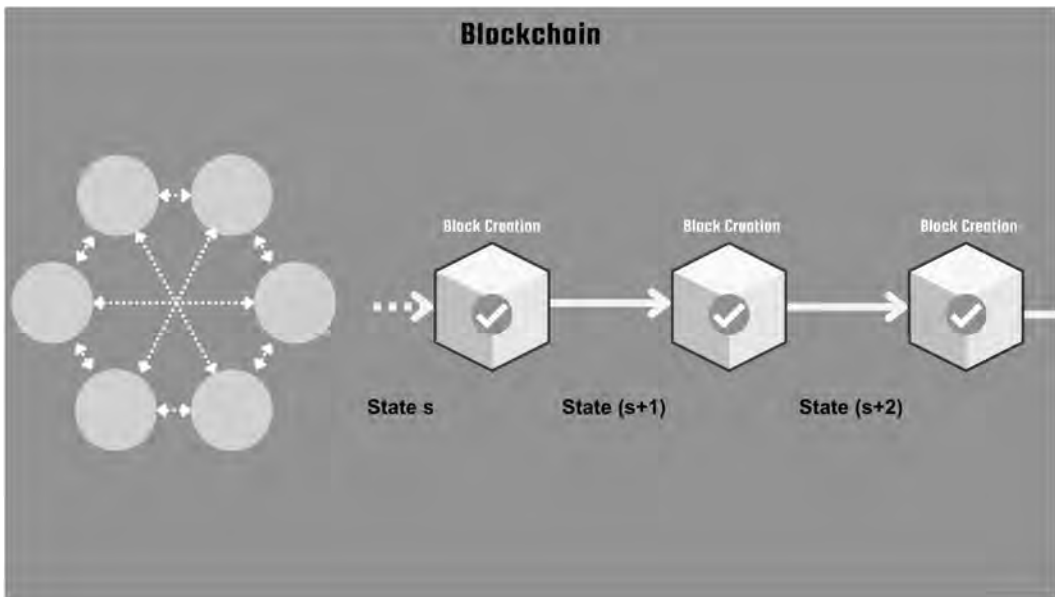 Blockchain
Block Creation
Block Creation
Block Creation
State s
State (s+1)
State (s+2)